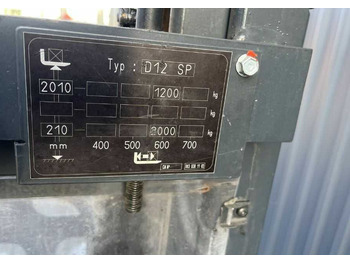 Typ : D12 SP
2010 1200 kg
kg
210 2000 kg
mm 400 500 600 700